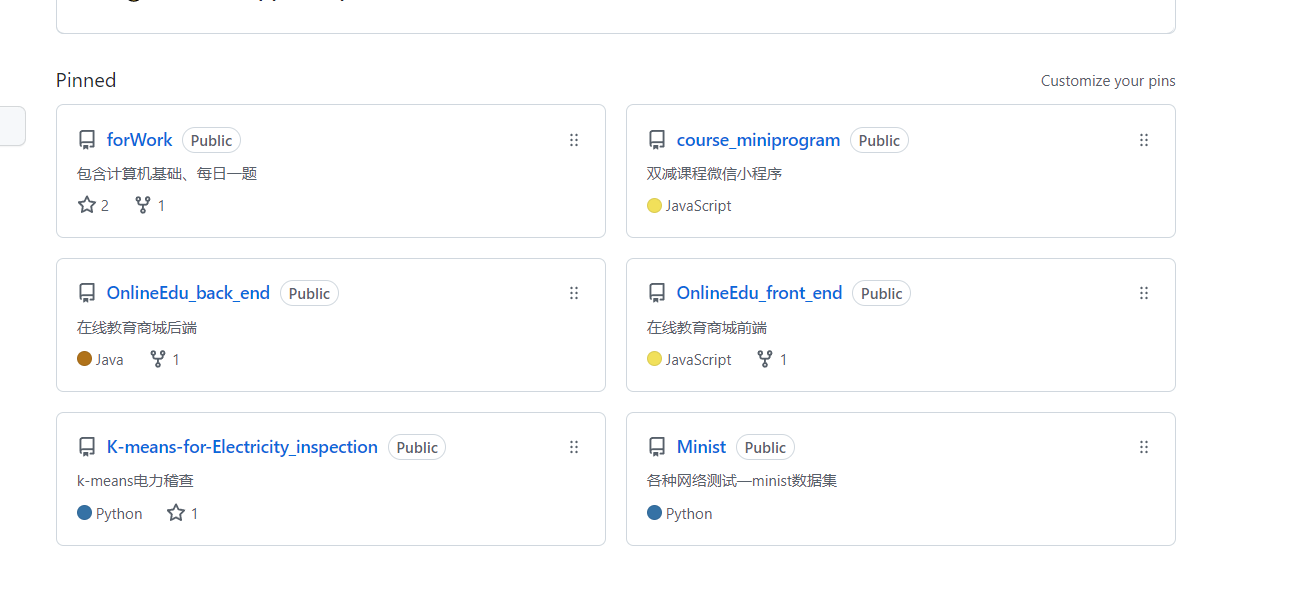 Pinned
Customize your pins
forWork Public
包含计算机基础、每日一题
2 1
course_miniprogram Public
双减课程微信小程序
JavaScript
OnlineEdu_back_end Public
在线教育商城后端
Java 1
OnlineEdu_front_end Public
在线教育商城前端
JavaScript 1
K-means-for-Electricity_inspection Public
k-means电力稽查
Python 1
Minist Public
各种网络测试—minist数据集
Python